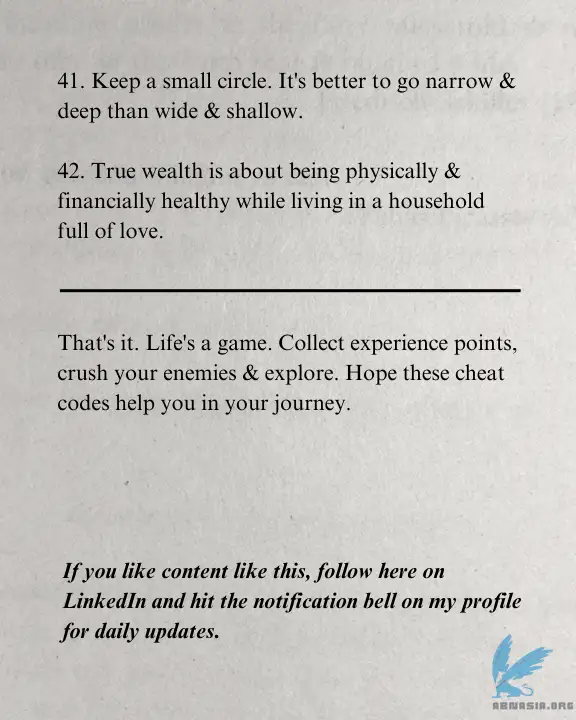 41. Keep a small circle. It's better to go narrow &
deep than wide & shallow.
42. True wealth is about being physically &
financially healthy while living in a household
full of love.
That's it. Life's a game. Collect experience points,
crush your enemies & explore. Hope these cheat
codes help you in your journey.
If you like content like this, follow here on
LinkedIn and hit the notification bell on my profile
for daily updates.
ABNASIA.ORG